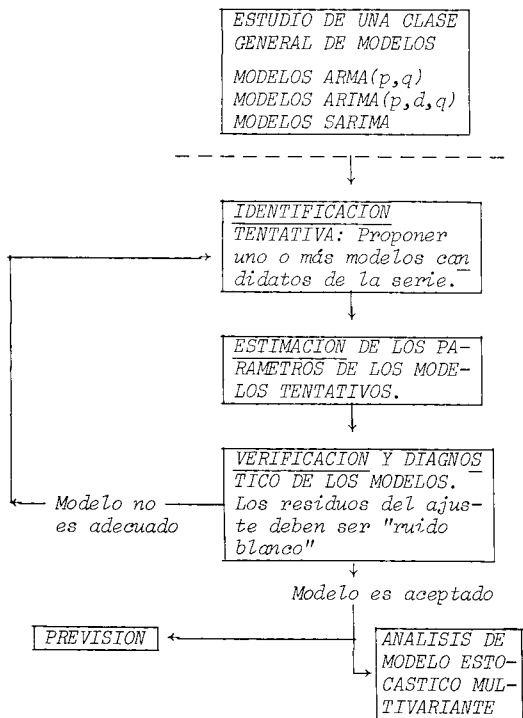 ESTUDIO DE UNA CLASE
GENERAL DE MODELOS
MODELOS ARMA(p,q)
MODELOS ARIMA(p,d,q)
MODELOS SARIMA
IDENTIFICACION
TENTATIVA: Proponer
uno o más modelos can
didatos de la serie.
ESTIMACION DE LOS PA-
RAMETROS DE LOS MODE-
LOS TENTATIVOS.
VERIFICACION Y DIAGNOS
TICO DE LOS MODELOS.
Los residuos del ajus-
te deben ser "ruido
blanco"
Modelo no
es adecuado
Modelo es aceptado
PREVISION
ANALISIS DE
MODELO ESTO-
CASTICO MUL-
TIVARIANTE